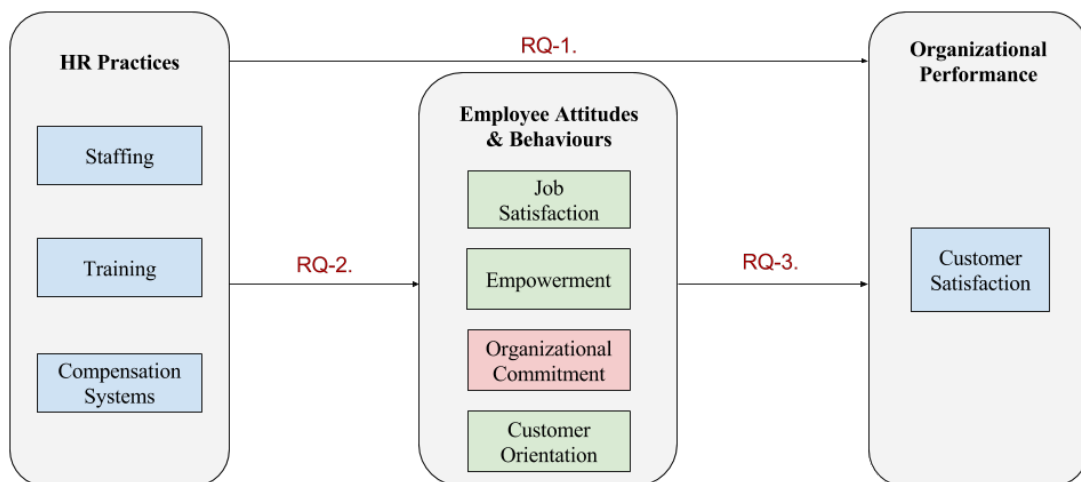 HR Practices
Staffing
Training
Compensation
Systems
RQ-1.
RQ-2.
Employee Attitudes
& Behaviours
Job
Satisfaction
Empowerment
Organizational
Commitment
Customer
Orientation
RQ-3.
Organizational
Performance
Customer
Satisfaction